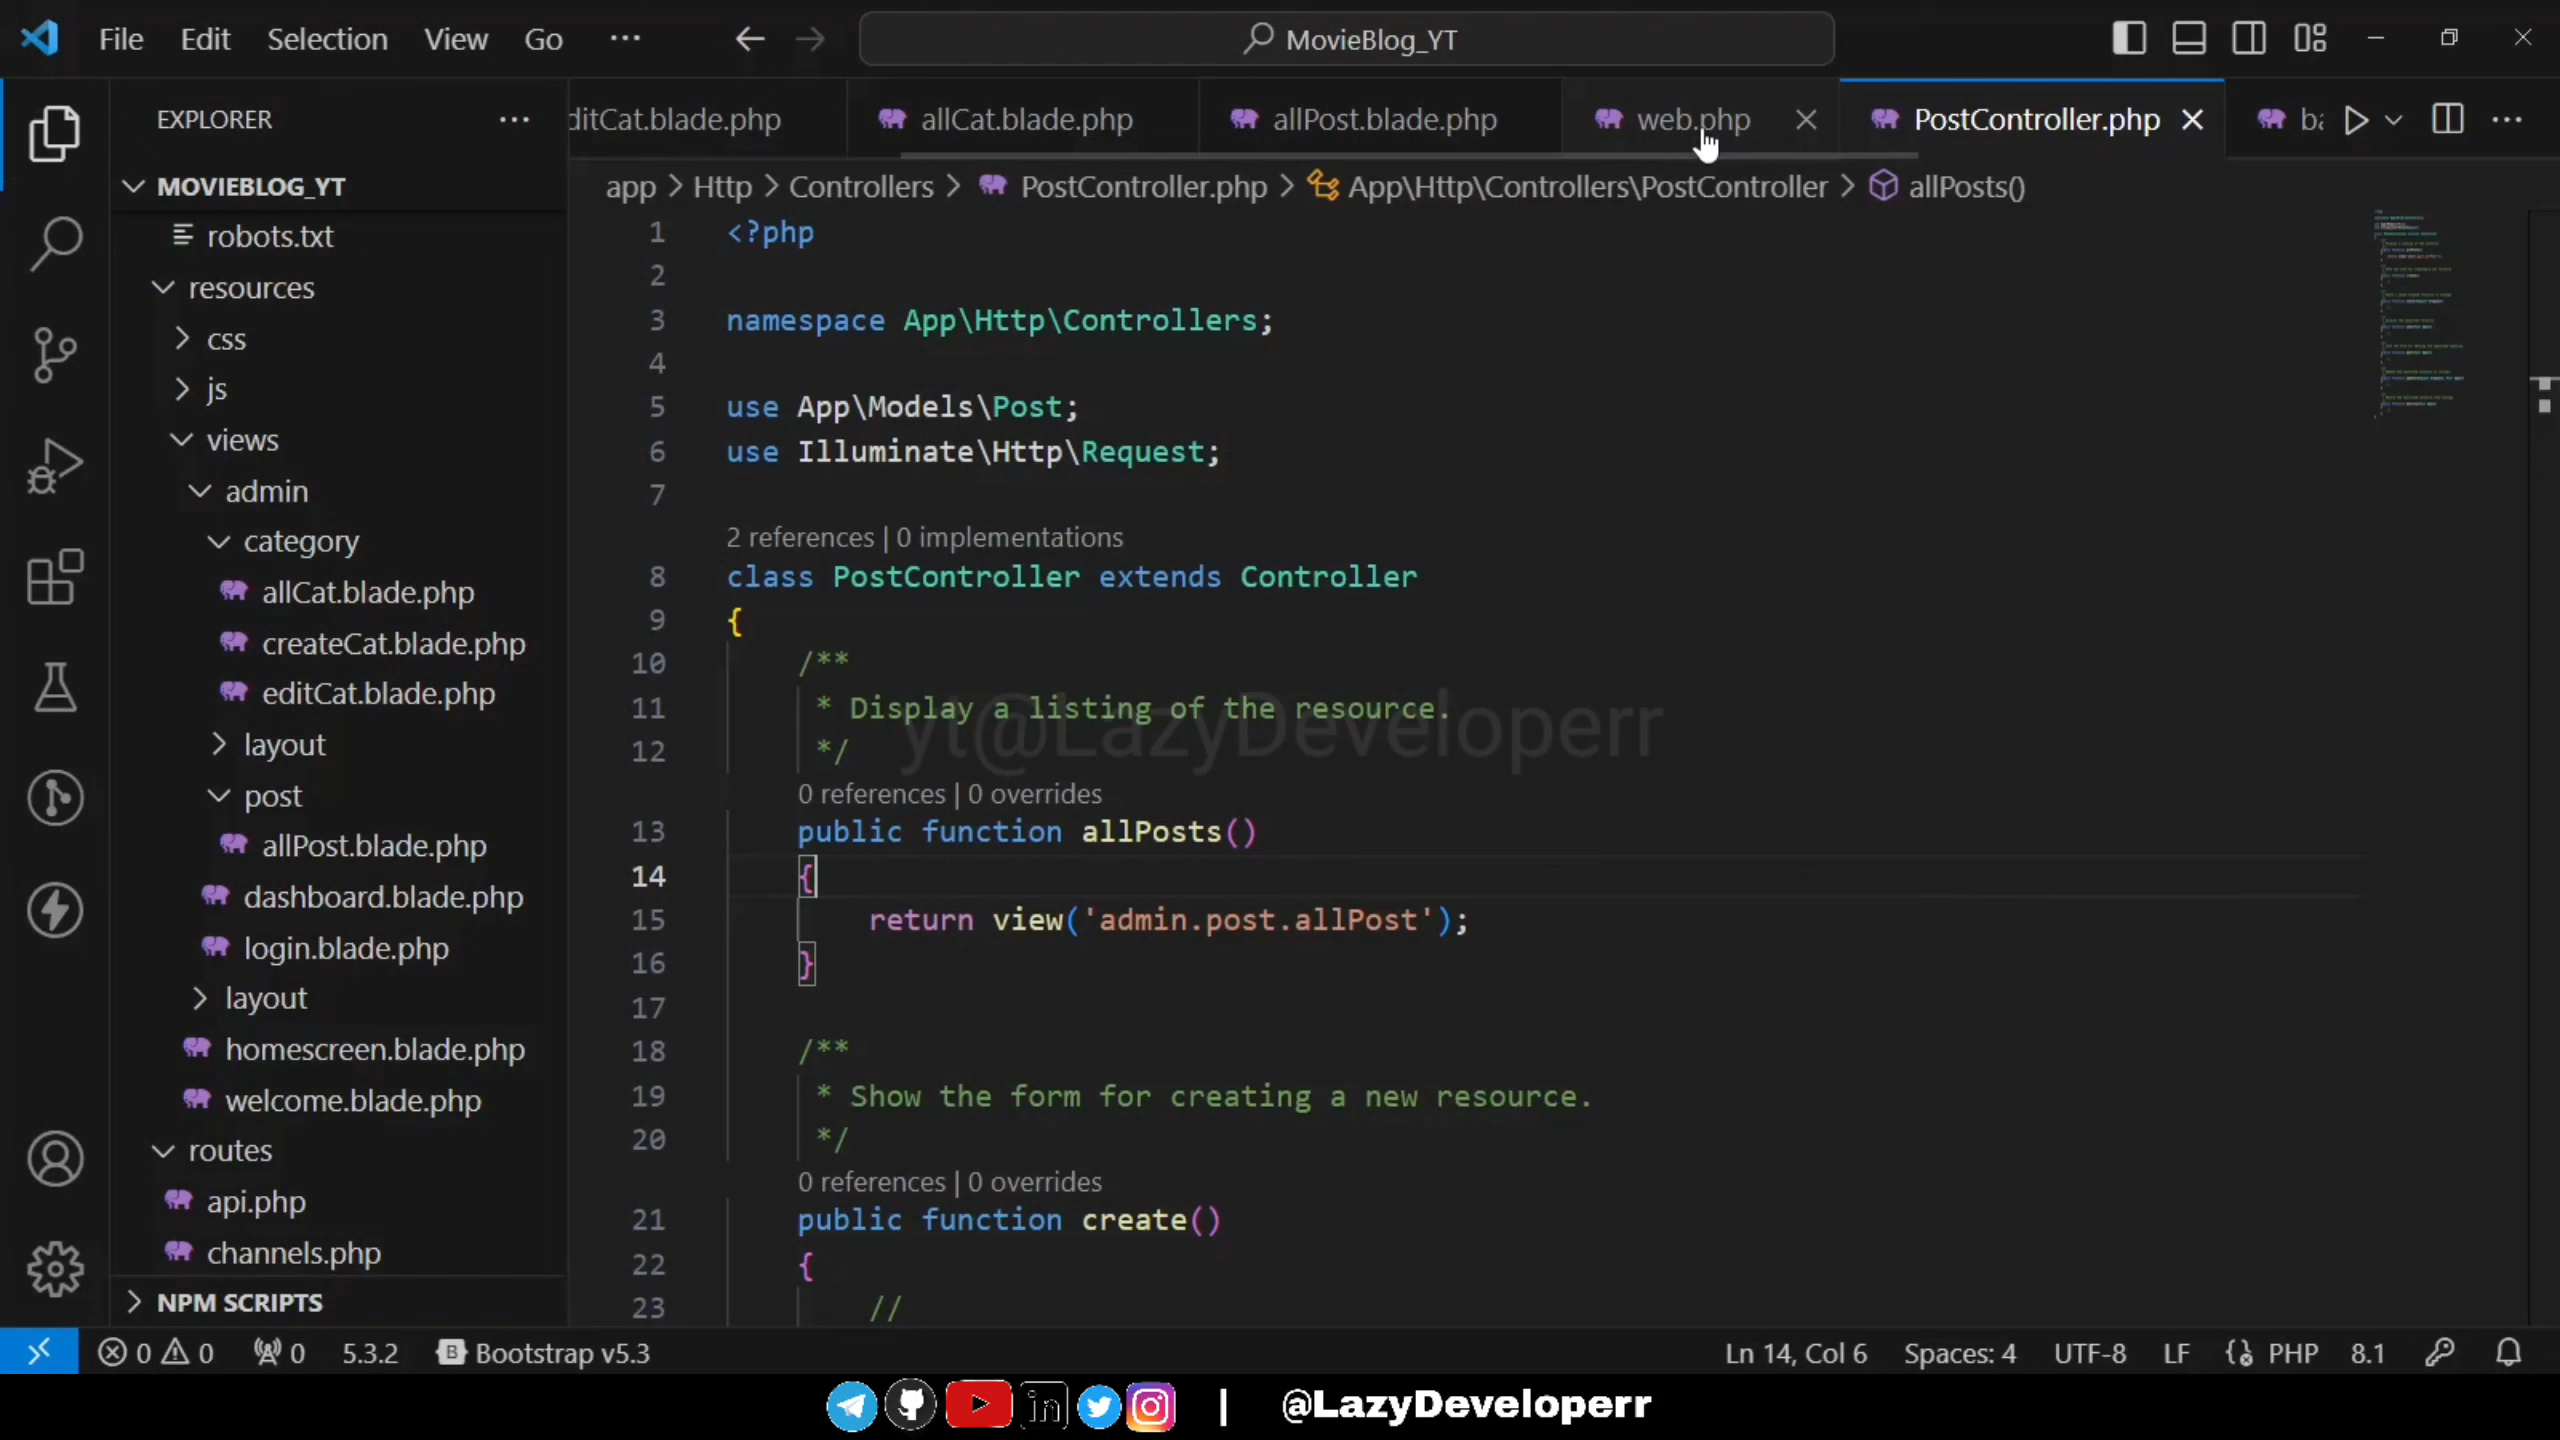 File Edit Selection View Go ... MovieBlog_YT
EXPLORER
MOVIEBLOG_YT
robots.txt
resources
css
js
views
admin
category
allCat.blade.php
createCat.blade.php
editCat.blade.php
layout
post
allPost.blade.php
dashboard.blade.php
login.blade.php
layout
homescreen.blade.php
welcome.blade.php
routes
api.php
channels.php
NPM SCRIPTS
ditCat.blade.php allCat.blade.php allPost.blade.php web.php PostController.php ba
app > Http > Controllers > PostController.php > App\Http\Controllers\PostController > allPosts()
1 <?php
2
3 namespace App\Http\Controllers;
4
5 use App\Models\Post;
6 use Illuminate\Http\Request;
7
2 references | 0 implementations
8 class PostController extends Controller
9 {
10 /**
11 * Display a listing of the resource.
12 */
yt@LazyDeveloperr
0 references | 0 overrides
13 public function allPosts()
14 {
15 return view('admin.post.allPost');
16 }
17
18 /**
19 * Show the form for creating a new resource.
20 */
0 references | 0 overrides
21 public function create()
22 {
23 //
0 0 0 5.3.2 Bootstrap v5.3 Ln 14, Col 6 Spaces: 4 UTF-8 LF PHP 8.1
| @LazyDeveloperr